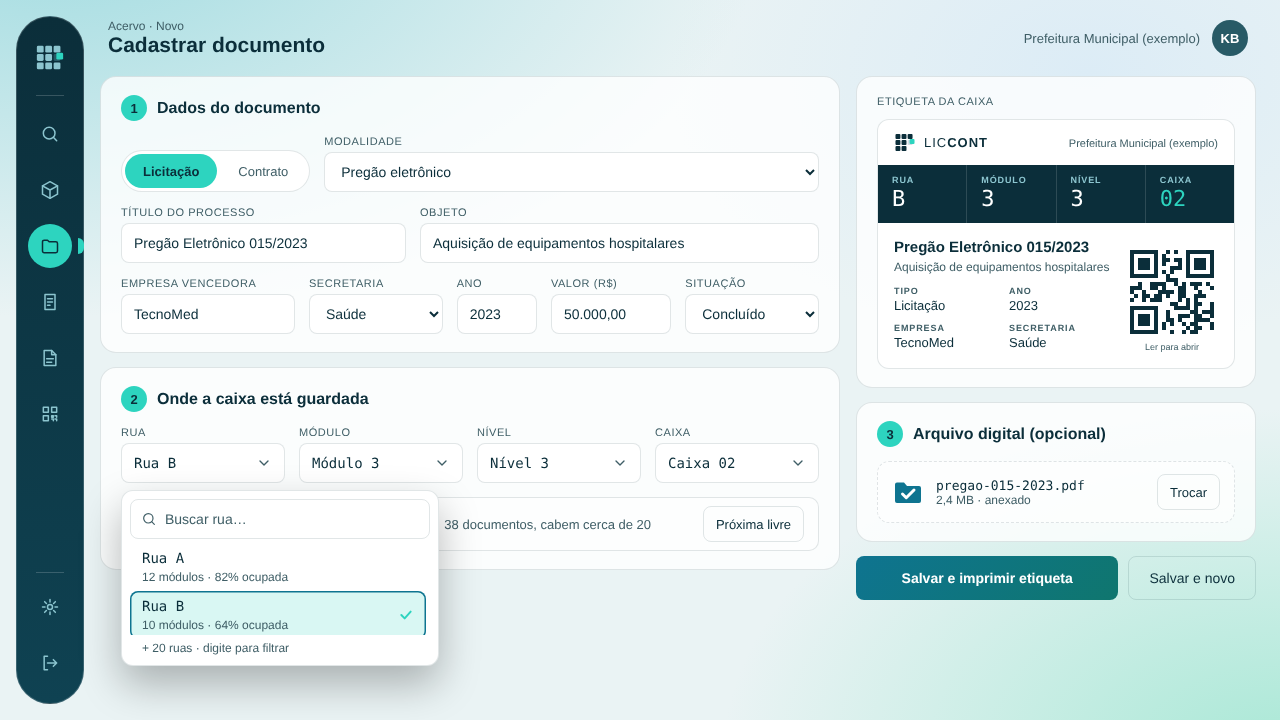 Acervo · Novo
Cadastrar documento
Prefeitura Municipal (exemplo)
KB
1
Dados do documento
Licitação
Contrato
MODALIDADE
Pregão eletrônico
TÍTULO DO PROCESSO
OBJETO
Pregão Eletrônico 015/2023
Aquisição de equipamentos hospitalares
EMPRESA VENCEDORA
SECRETARIA
ANO
VALOR (R$)
SITUAÇÃO
TecnoMed
Saúde
2023
50.000,00
Concluído
2
Onde a caixa está guardada
RUA
MÓDULO
NÍVEL
CAIXA
Rua B
Módulo 3
Nível 3
Caixa 02
38 documentos, cabem cerca de 20
Próxima livre
Buscar rua…
Rua A
12 módulos · 82% ocupada
Rua B
10 módulos · 64% ocupada
+ 20 ruas · digite para filtrar
ETIQUETA DA CAIXA
LICCONT
Prefeitura Municipal (exemplo)
RUA
MÓDULO
NÍVEL
CAIXA
B
3
3
02
Pregão Eletrônico 015/2023
Aquisição de equipamentos hospitalares
TIPO
ANO
Licitação
2023
EMPRESA
SECRETARIA
TecnoMed
Saúde
Ler para abrir
3
Arquivo digital (opcional)
pregao-015-2023.pdf
2,4 MB · anexado
Trocar
Salvar e imprimir etiqueta
Salvar e novo